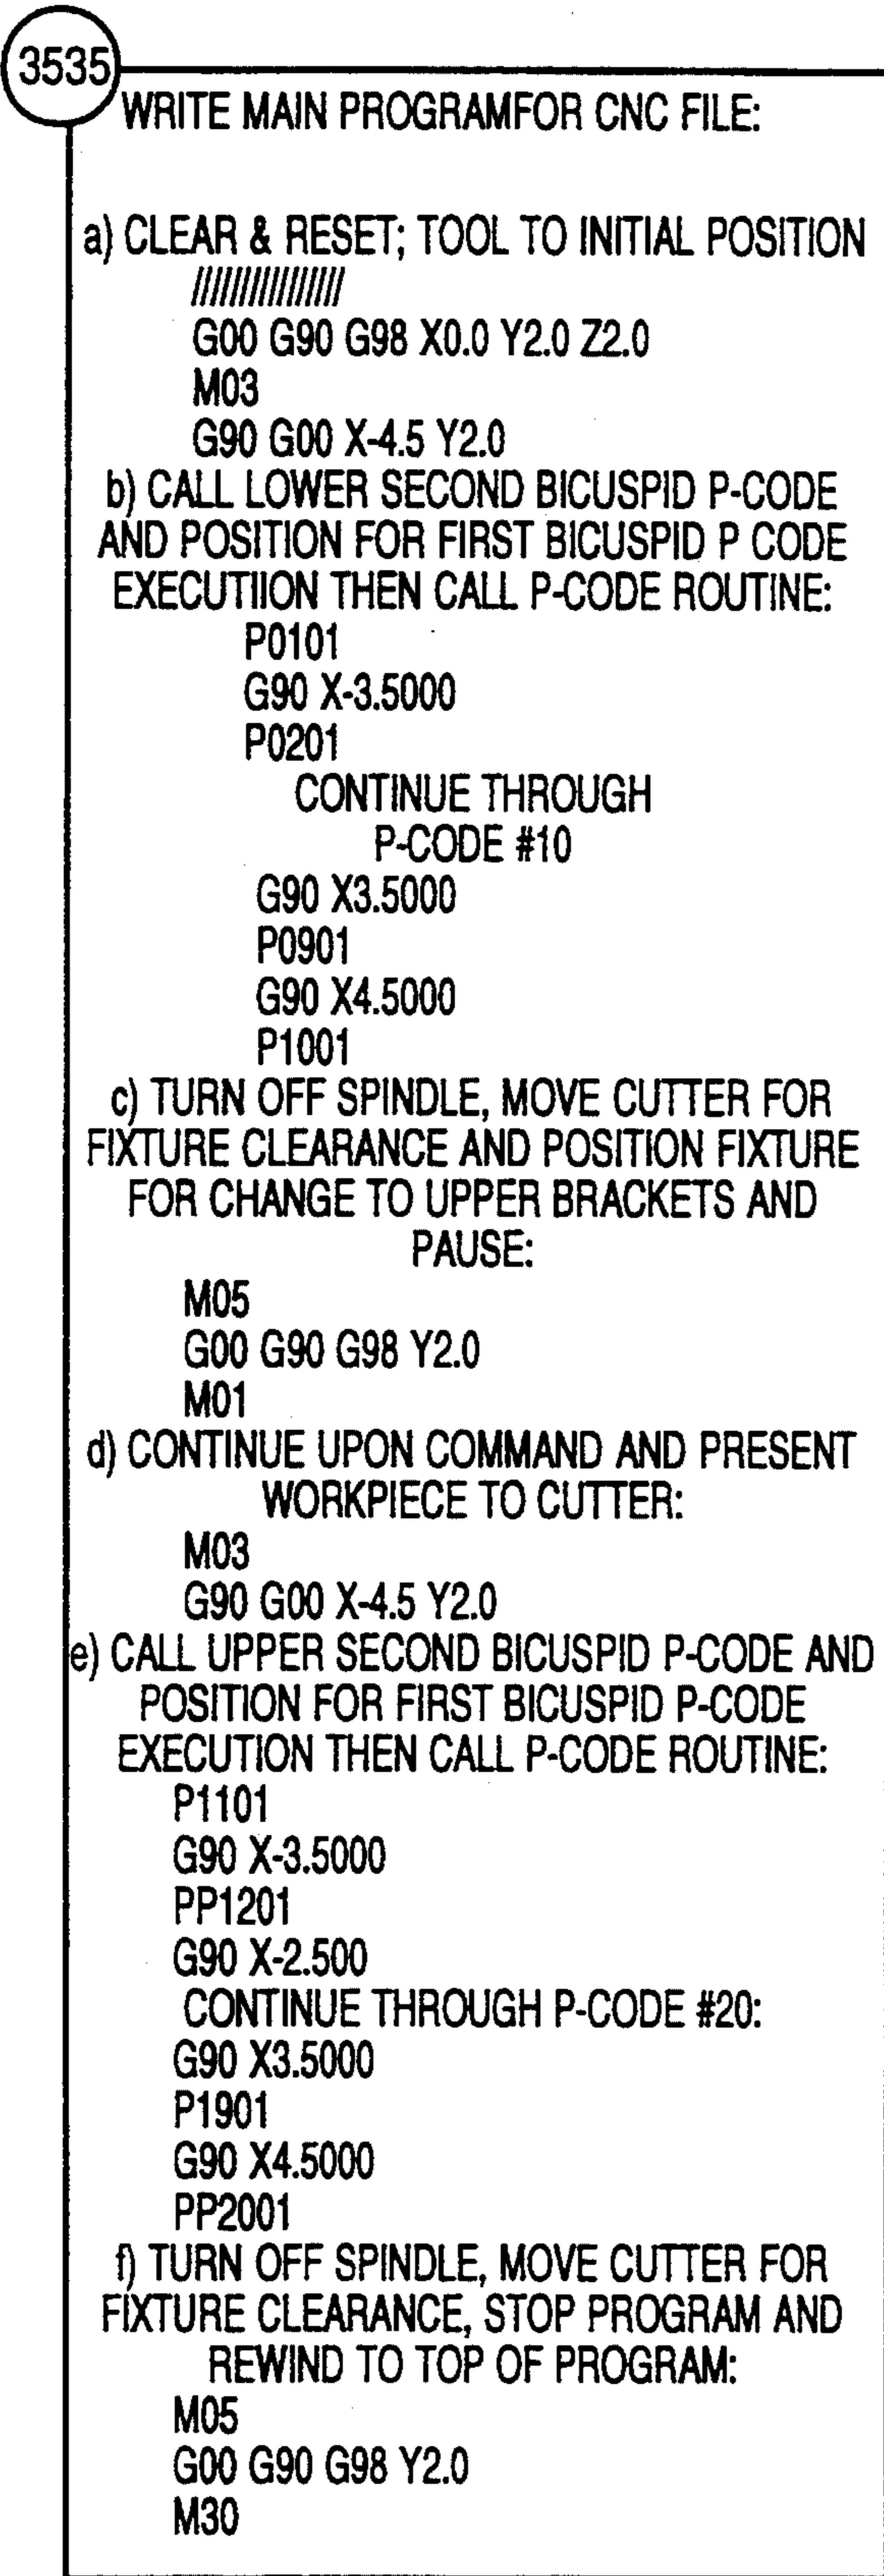 3535
WRITE MAIN PROGRAMFOR CNC FILE:
a) CLEAR & RESET; TOOL TO INITIAL POSITION
////////////////
G00 G90 G98 X0.0 Y2.0 Z2.0
M03
G90 G00 X-4.5 Y2.0
b) CALL LOWER SECOND BICUSPID P-CODE
AND POSITION FOR FIRST BICUSPID P CODE
EXECUTIION THEN CALL P-CODE ROUTINE:
P0101
G90 X-3.5000
P0201
CONTINUE THROUGH
P-CODE #10
G90 X3.5000
P0901
G90 X4.5000
P1001
c) TURN OFF SPINDLE, MOVE CUTTER FOR
FIXTURE CLEARANCE AND POSITION FIXTURE
FOR CHANGE TO UPPER BRACKETS AND
PAUSE:
M05
G00 G90 G98 Y2.0
M01
d) CONTINUE UPON COMMAND AND PRESENT
WORKPIECE TO CUTTER:
M03
G90 G00 X-4.5 Y2.0
e) CALL UPPER SECOND BICUSPID P-CODE AND
POSITION FOR FIRST BICUSPID P-CODE
EXECUTION THEN CALL P-CODE ROUTINE:
P1101
G90 X-3.5000
PP1201
G90 X-2.500
CONTINUE THROUGH P-CODE #20:
G90 X3.5000
P1901
G90 X4.5000
PP2001
f) TURN OFF SPINDLE, MOVE CUTTER FOR
FIXTURE CLEARANCE, STOP PROGRAM AND
REWIND TO TOP OF PROGRAM:
M05
G00 G90 G98 Y2.0
M30